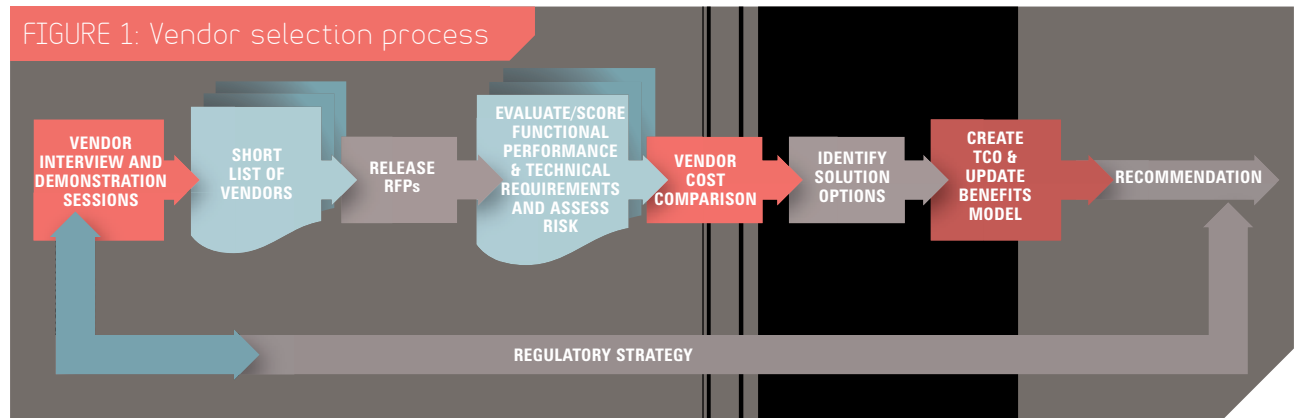 FIGURE 1: Vendor selection process
VENDOR
INTERVIEW AND
DEMONSTRATION
SESSIONS
SHORT
LIST OF
VENDORS
RELEASE
RFPs
EVALUATE/SCORE
FUNCTIONAL
PERFORMANCE
& TECHNICAL
REQUIREMENTS
AND ASSESS
RISK
VENDOR
COST
COMPARISON
IDENTIFY
SOLUTION
OPTIONS
CREATE
TCO &
UPDATE
BENEFITS
MODEL
RECOMMENDATION
REGULATORY STRATEGY